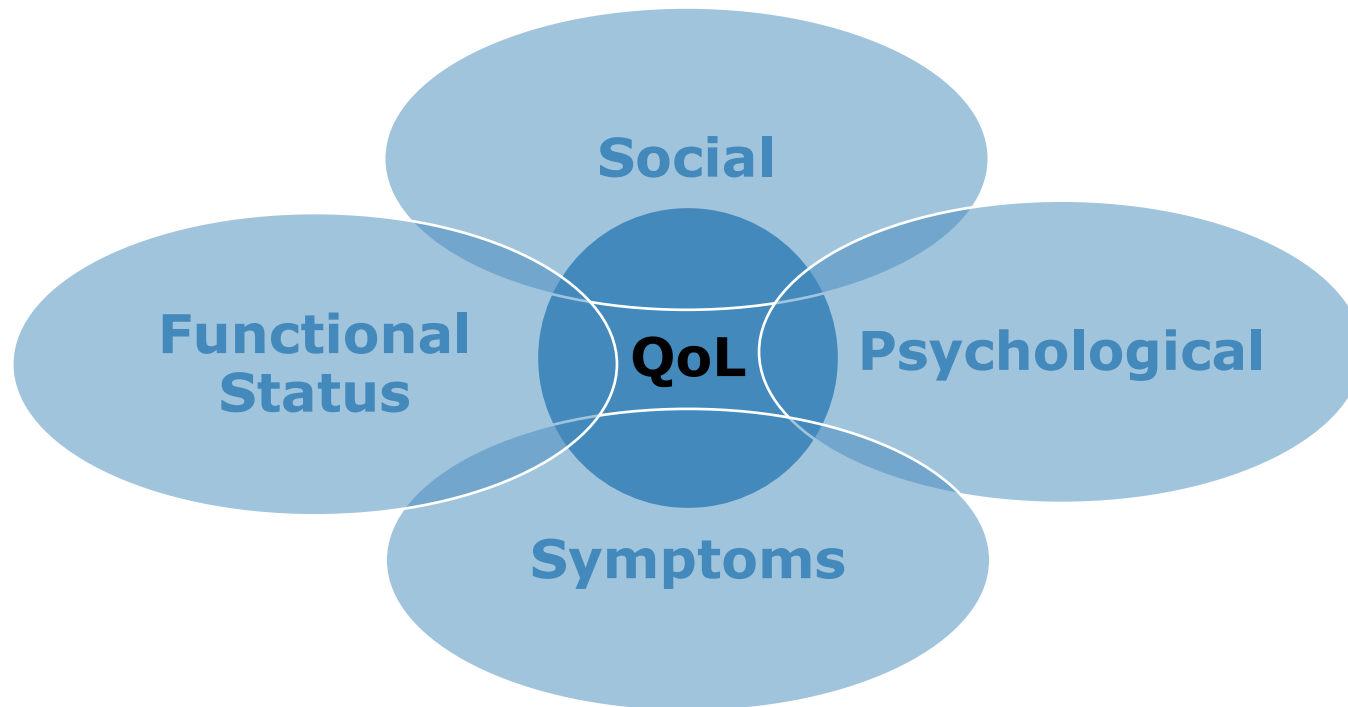 Social
Functional
Status
QoL
Psychological
Symptoms